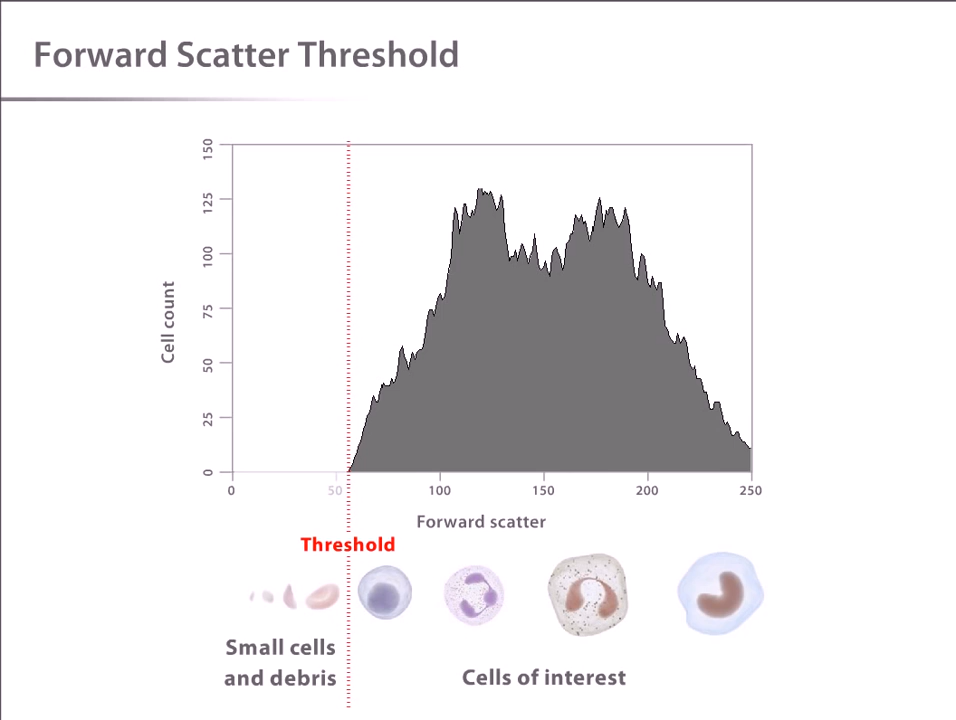 Forward Scatter Threshold
150
125
100
75
50
25
0
Cell count
0 50 100 150 200 250
Forward scatter
Threshold
Small cells
and debris
Cells of interest